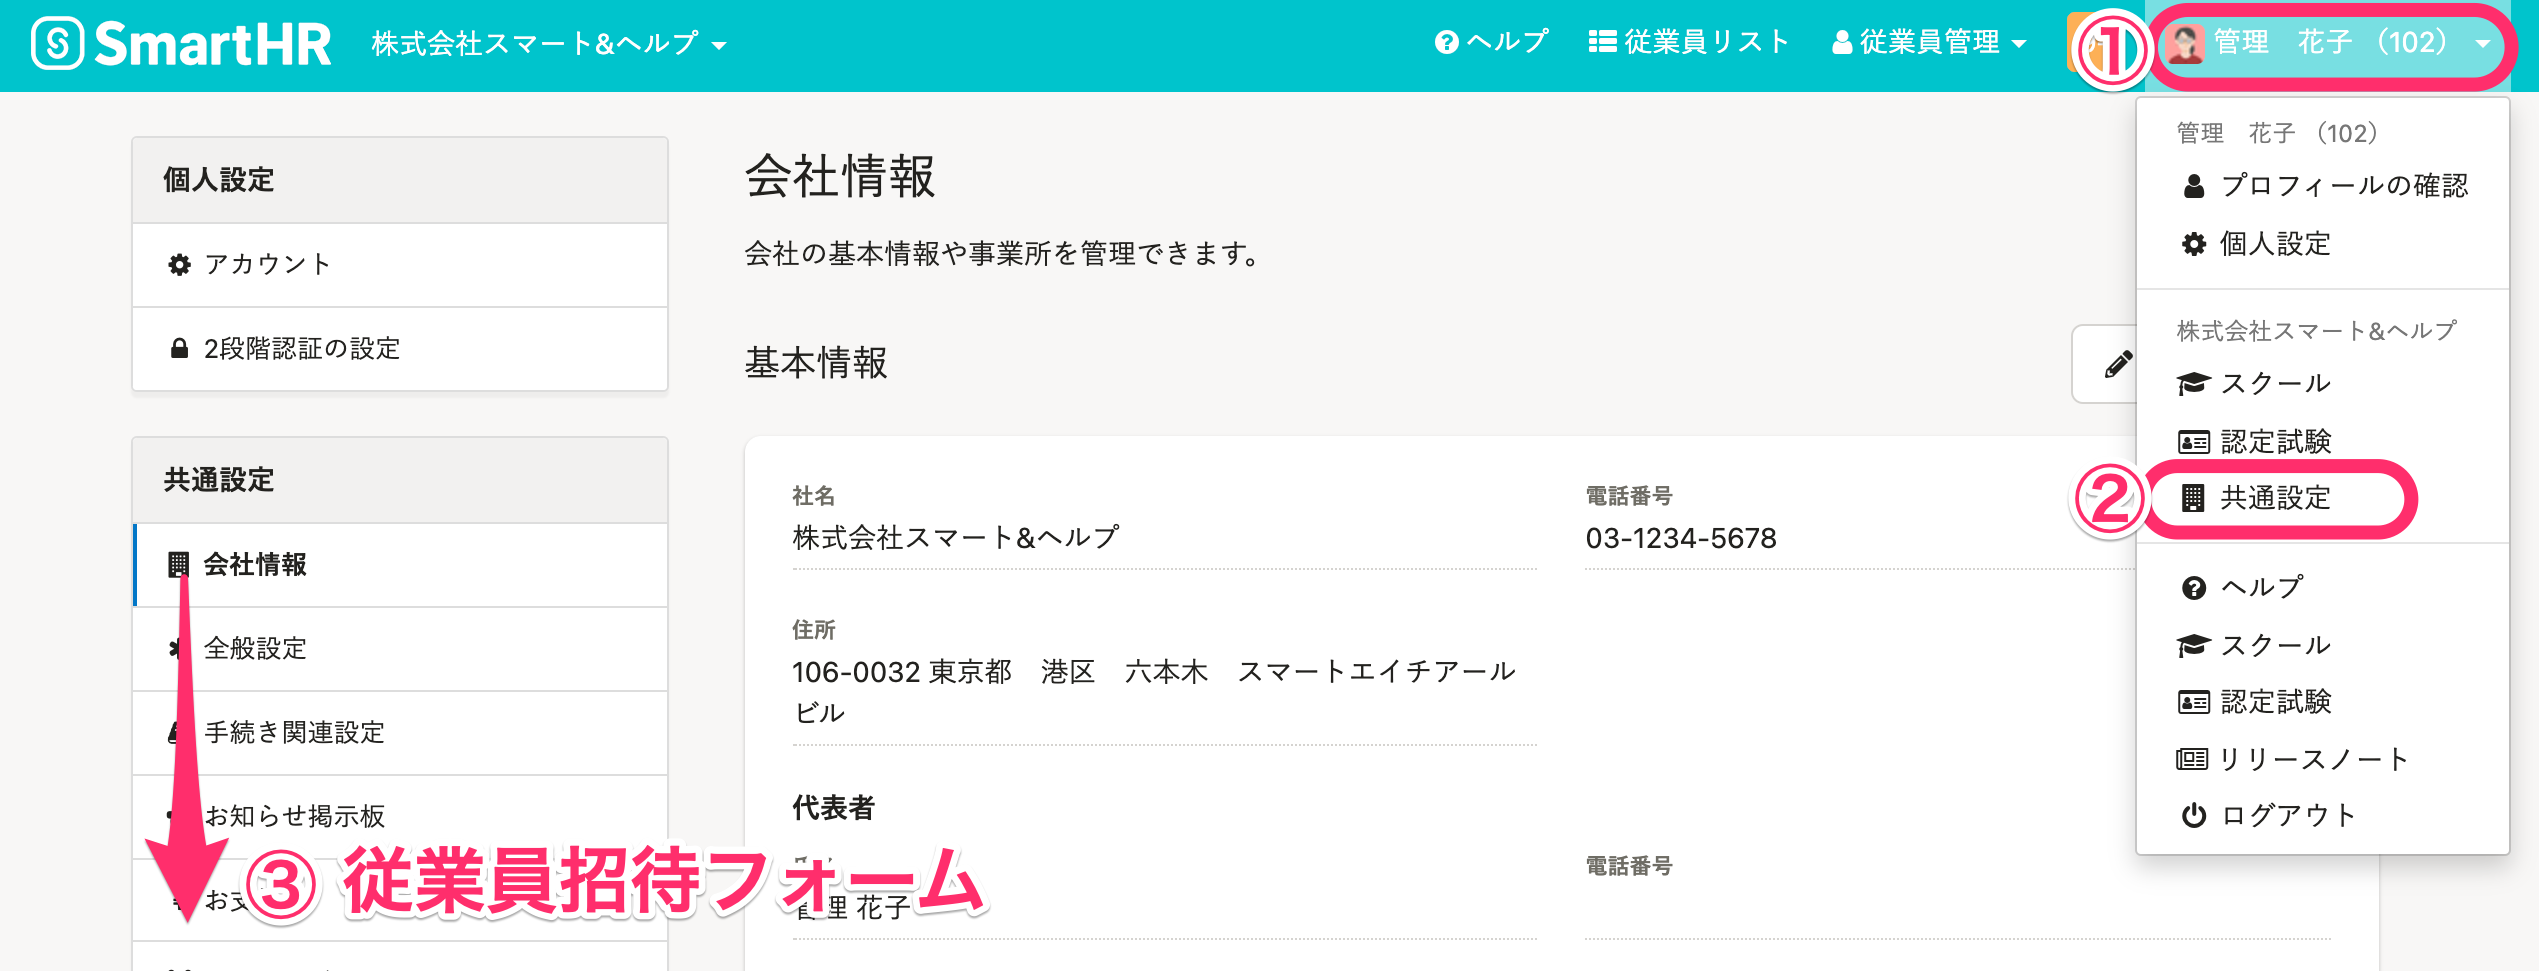 SmartHR
株式会社スマート&ヘルプ
ヘルプ
従業員リスト
従業員管理
①
管理　花子（102）
管理　花子（102）
プロフィールの確認
個人設定
株式会社スマート&ヘルプ
スクール
認定試験
②
共通設定
ヘルプ
スクール
認定試験
リリースノート
ログアウト
個人設定
アカウント
2段階認証の設定
共通設定
会社情報
全般設定
手続き関連設定
お知らせ掲示板
③ 従業員招待フォーム
会社情報
会社の基本情報や事業所を管理できます。
基本情報
社名
株式会社スマート&ヘルプ
電話番号
03-1234-5678
住所
106-0032 東京都　港区　六本木　スマートエイチアール
ビル
代表者
管理 花子
電話番号